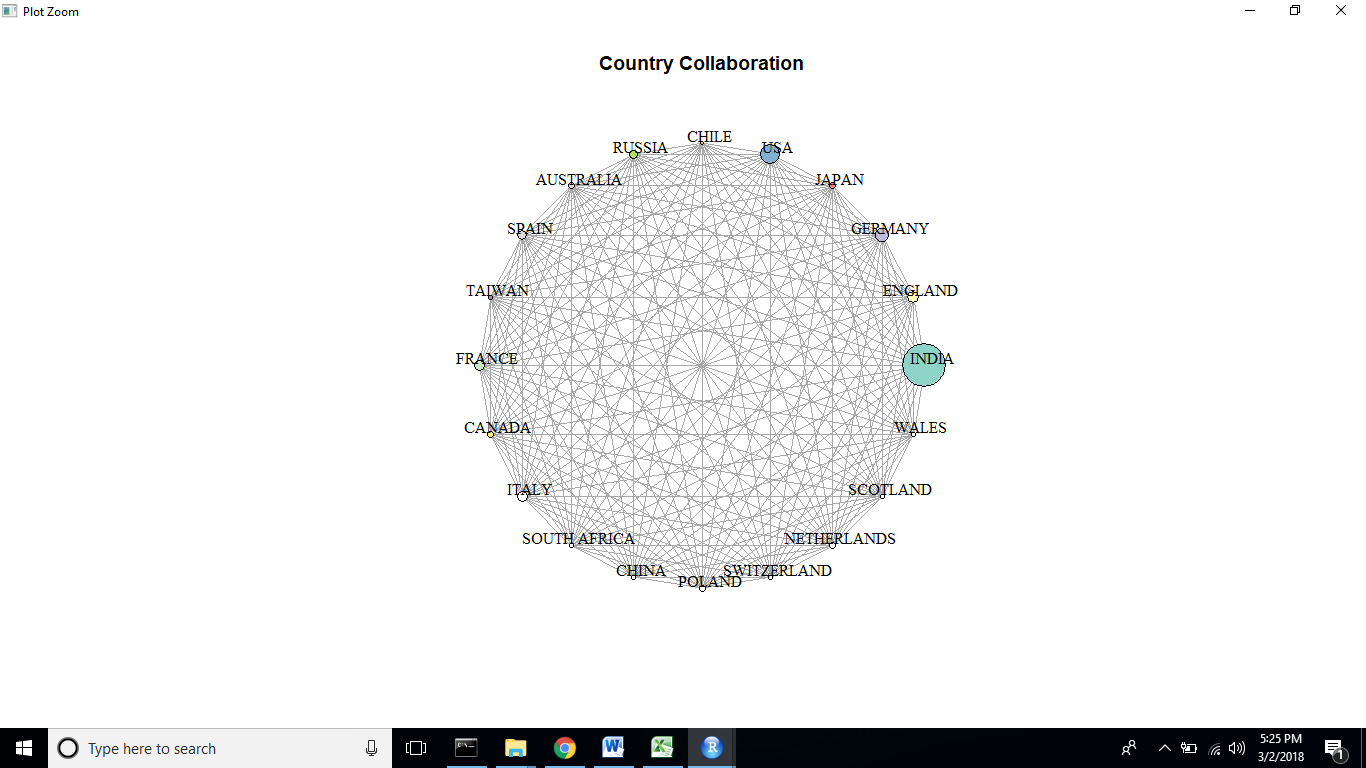 Plot Zoom
Country Collaboration
CHILE
RUSSIA
USA
AUSTRALIA
JAPAN
SPAIN
GERMANY
TAIWAN
ENGLAND
FRANCE
INDIA
CANADA
WALES
ITALY
SCOTLAND
SOUTH AFRICA
NETHERLANDS
CHINA
SWITZERLAND
POLAND
Type here to search
5:25 PM
3/2/2018
1